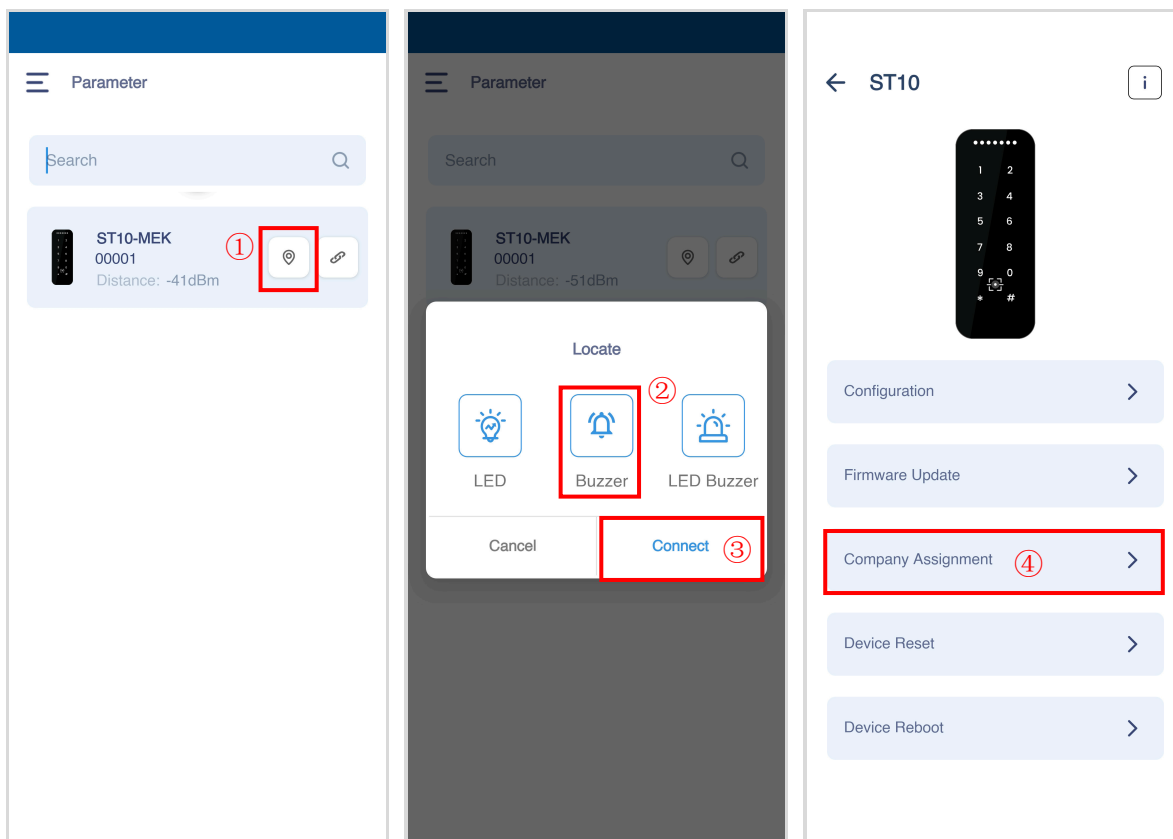 Parameter
Search
ST10-MEK
00001
Distance: -41dBm
①
Parameter
Search
ST10-MEK
00001
Distance: -51dBm
Locate
②
LED
Buzzer
LED Buzzer
Cancel
Connect ③
ST10
i
1 2
3 4
5 6
7 8
9 0
* #
Configuration
Firmware Update
Company Assignment ④
Device Reset
Device Reboot